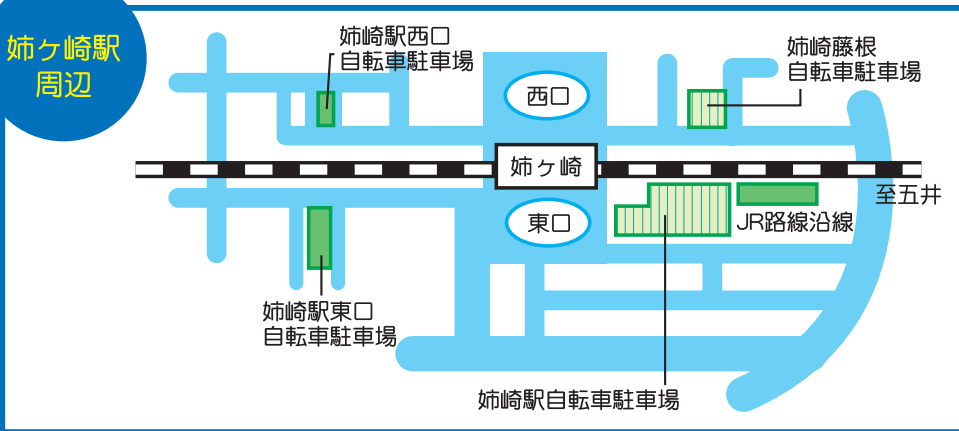 姉ヶ崎駅
周辺
姉崎駅西口
自転車駐車場
西口
姉崎藤根
自転車駐車場
姉ヶ崎
至五井
東口
JR路線沿線
姉崎駅東口
自転車駐車場
姉崎駅自転車駐車場